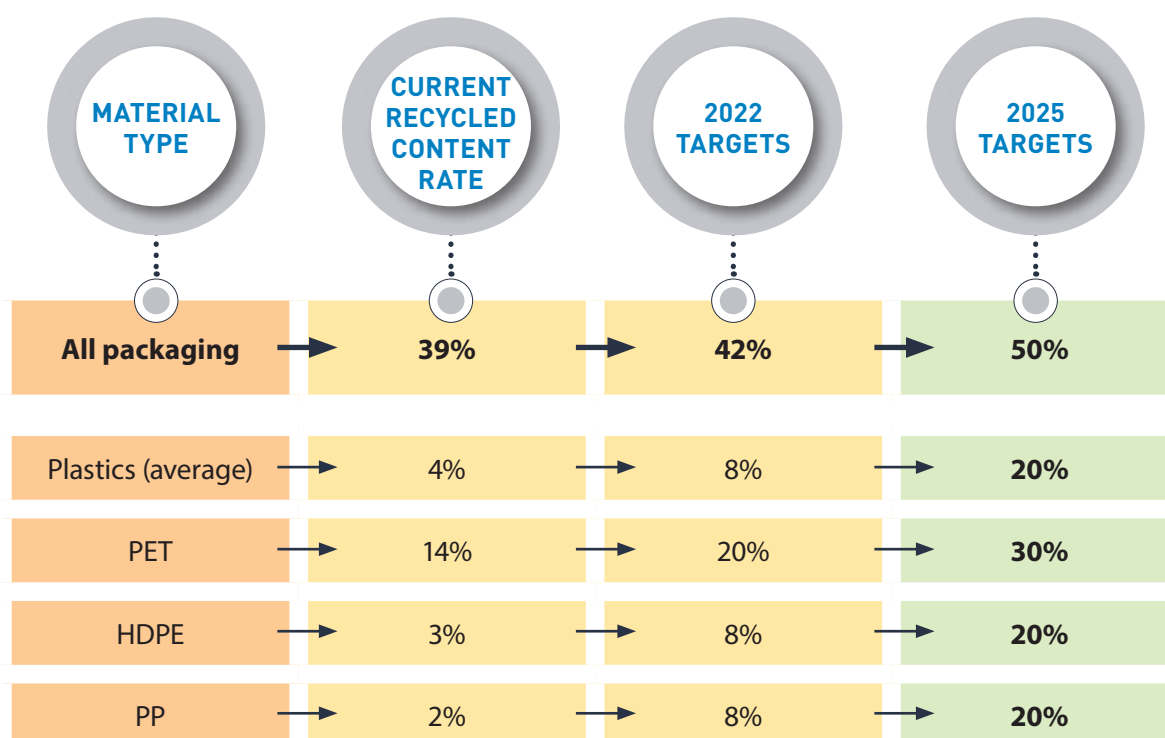 MATERIAL
TYPE
CURRENT
RECYCLED
CONTENT
RATE
2022
TARGETS
2025
TARGETS
All packaging 39% 42% 50%
Plastics (average) 4% 8% 20%
PET 14% 20% 30%
HDPE 3% 8% 20%
PP 2% 8% 20%